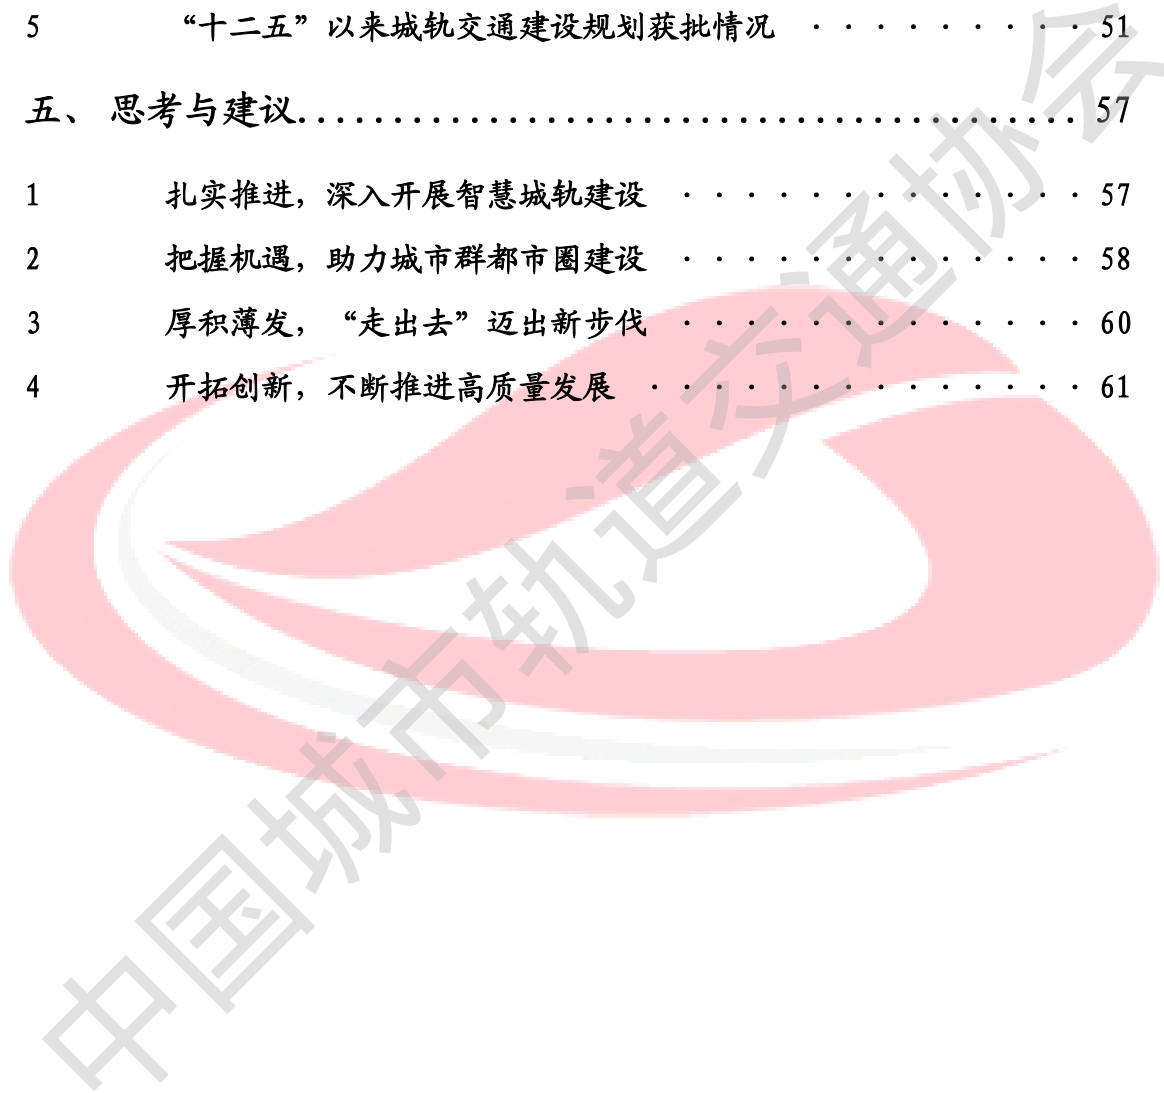 5 “十二五”以来城轨交通建设规划获批情况 · · · · · · · · · 51
五、 思考与建议....................................... 57
1 扎实推进，深入开展智慧城轨建设 · · · · · · · · · · · · · 57
2 把握机遇，助力城市群都市圈建设 · · · · · · · · · · · · · 58
3 厚积薄发，“走出去”迈出新步伐 · · · · · · · · · · · · · 60
4 开拓创新，不断推进高质量发展 · · · · · · · · · · · · · · 61
中国城市轨道交通协会